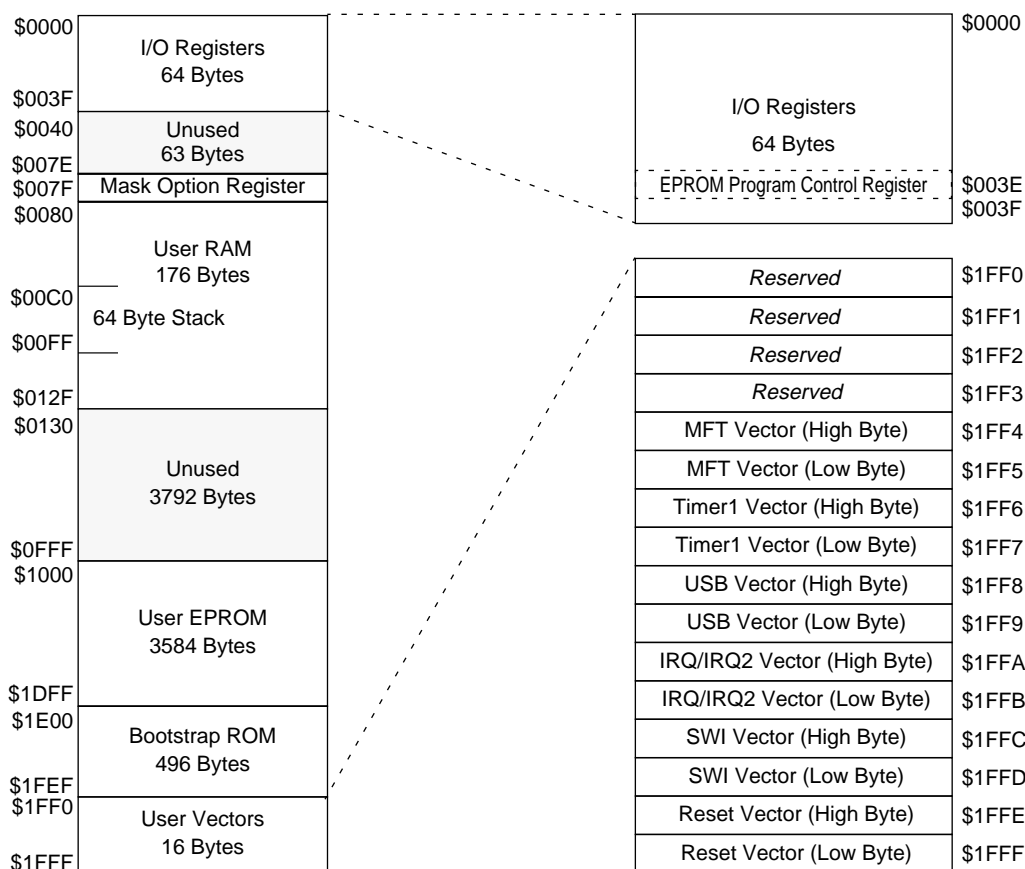 $0000
I/O Registers
64 Bytes
$003F
$0040
Unused
63 Bytes
$007E
$007F
Mask Option Register
$0080
User RAM
176 Bytes
$00C0
64 Byte Stack
$00FF
$012F
$0130
Unused
3792 Bytes
$0FFF
$1000
User EPROM
3584 Bytes
$1DFF
$1E00
Bootstrap ROM
496 Bytes
$1FEF
$1FF0
User Vectors
16 Bytes
$1FFF
$0000
I/O Registers
64 Bytes
EPROM Program Control Register $003E
$003F
Reserved $1FF0
Reserved $1FF1
Reserved $1FF2
Reserved $1FF3
MFT Vector (High Byte) $1FF4
MFT Vector (Low Byte) $1FF5
Timer1 Vector (High Byte) $1FF6
Timer1 Vector (Low Byte) $1FF7
USB Vector (High Byte) $1FF8
USB Vector (Low Byte) $1FF9
IRQ/IRQ2 Vector (High Byte) $1FFA
IRQ/IRQ2 Vector (Low Byte) $1FFB
SWI Vector (High Byte) $1FFC
SWI Vector (Low Byte) $1FFD
Reset Vector (High Byte) $1FFE
Reset Vector (Low Byte) $1FFF